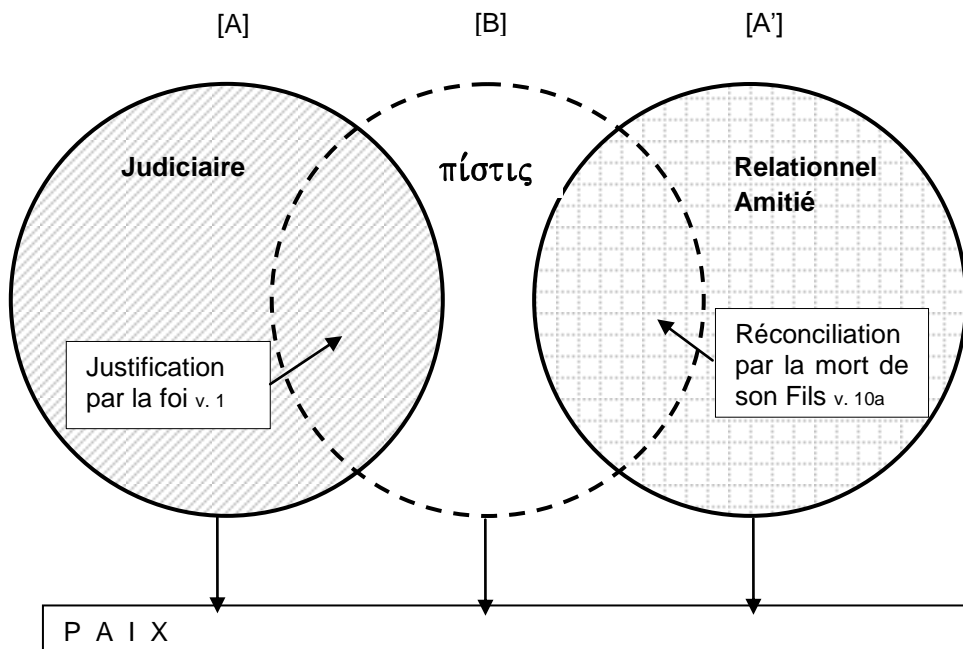 [A] [B] [A']
Judiciaire
πίστις
Relationnel
Amitié
Justification
par la foi v. 1
Réconciliation
par la mort de
son Fils v. 10a
P A I X